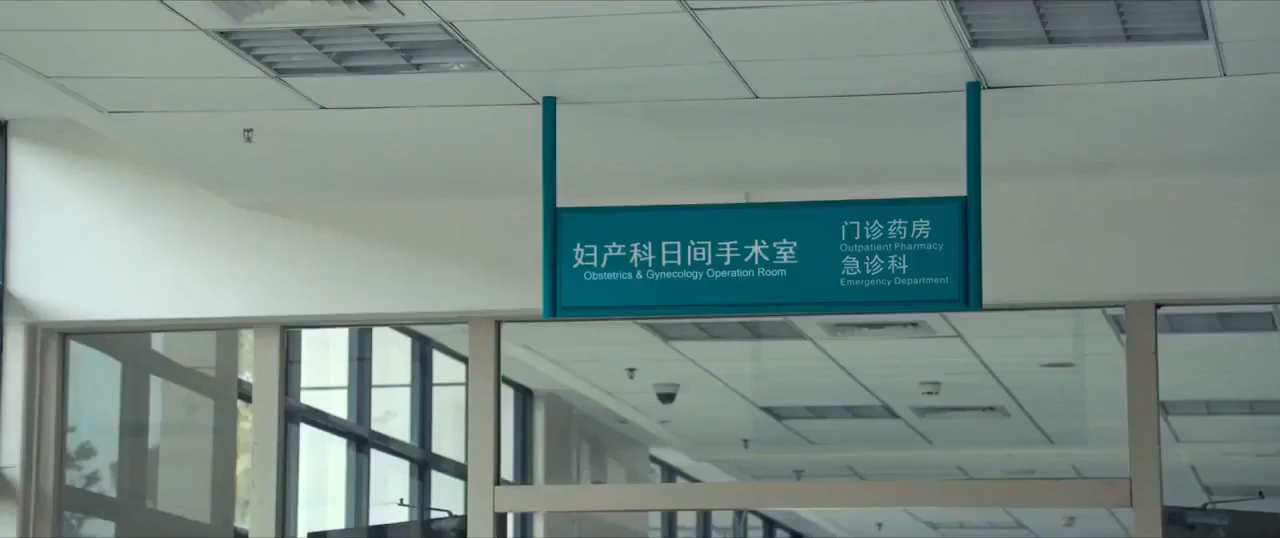 妇产科日间手术室
Obstetrics & Gynecology Operation Room
门诊药房
Outpatient Pharmacy
急诊科
Emergency Department